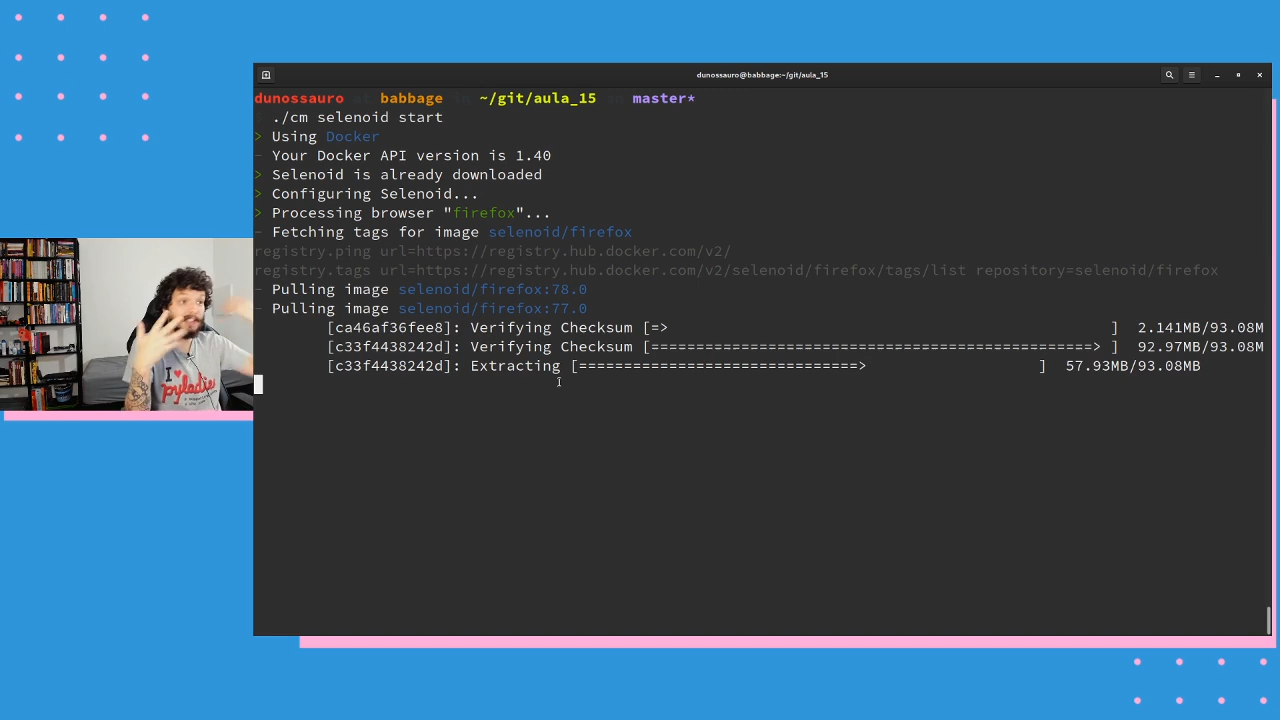 dunossauro@babbage:~/git/aula_15
dunossauro at babbage in ~/git/aula_15 on master*
./cm selenoid start
> Using Docker
- Your Docker API version is 1.40
> Selenoid is already downloaded
> Configuring Selenoid...
> Processing browser "firefox"...
- Fetching tags for image selenoid/firefox
registry.ping url=https://registry.hub.docker.com/v2/
registry.tags url=https://registry.hub.docker.com/v2/selenoid/firefox/tags/list repository=selenoid/firefox
- Pulling image selenoid/firefox:78.0
- Pulling image selenoid/firefox:77.0
[ca46af36fee8]: Verifying Checksum [=> ] 2.141MB/93.08M
[c33f4438242d]: Verifying Checksum [=================================================> ] 92.97MB/93.08M
[c33f4438242d]: Extracting [===============================> ] 57.93MB/93.08MB
I ♥
pyladies